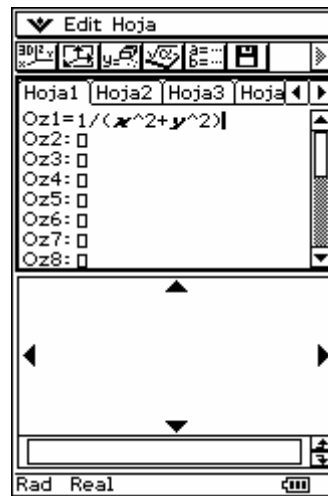 Edit Hoja
Hoja1 Hoja2 Hoja3 Hoja
Oz1=1/(x^2+y^2)
Oz2:
Oz3:
Oz4:
Oz5:
Oz6:
Oz7:
Oz8:
Rad Real